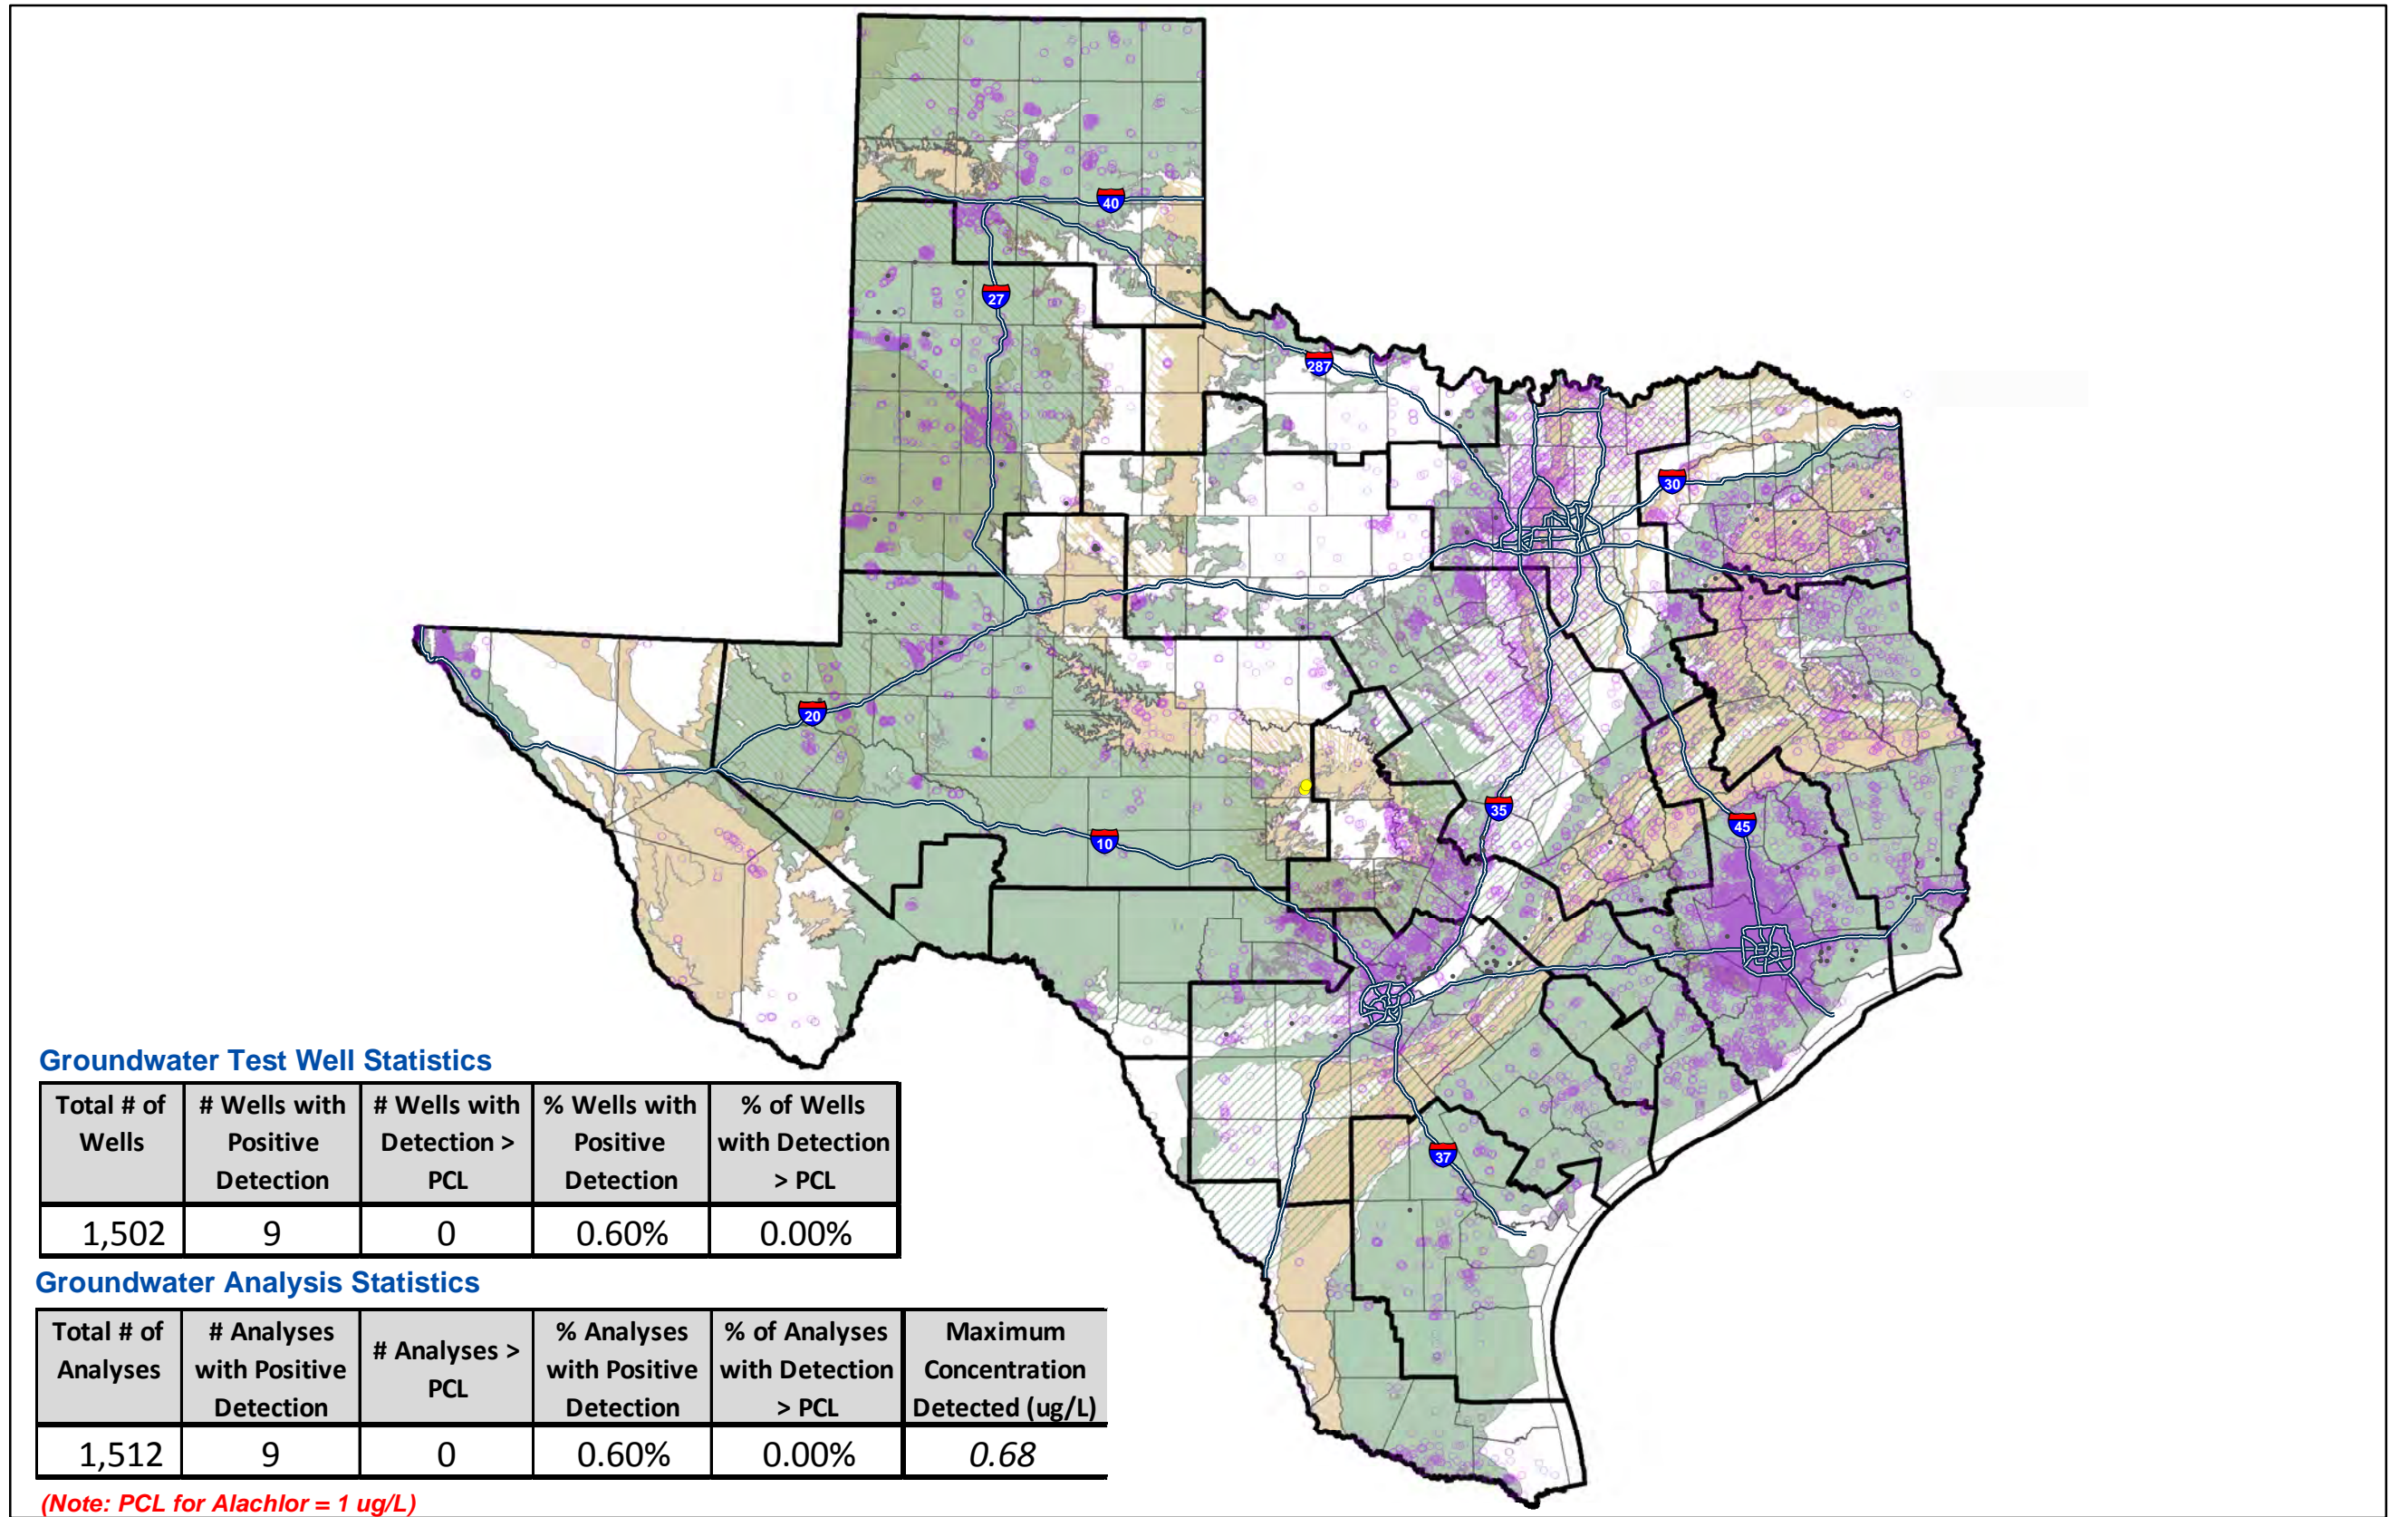 40
27
287
30
20
10
35
45
37
Groundwater Test Well Statistics
Total # of Wells
# Wells with Positive Detection
# Wells with Detection > PCL
% Wells with Positive Detection
% of Wells with Detection > PCL
1,502 9 0 0.60% 0.00%
Groundwater Analysis Statistics
Total # of Analyses
# Analyses with Positive Detection
# Analyses > PCL
% Analyses with Positive Detection
% of Analyses with Detection > PCL
Maximum Concentration Detected (ug/L)
1,512 9 0 0.60% 0.00% 0.68
(Note: PCL for Alachlor = 1 ug/L)